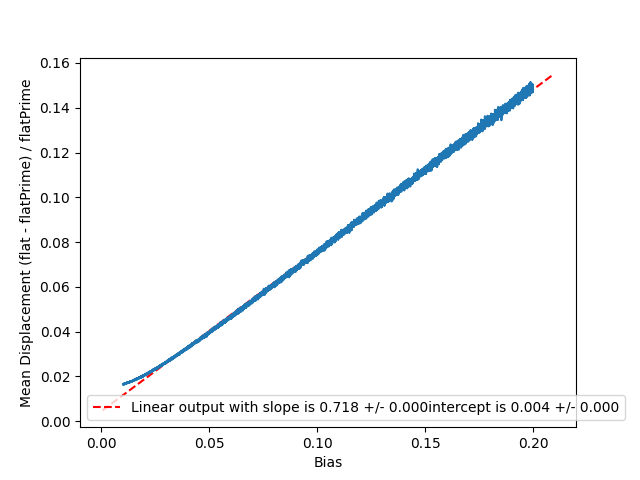 0.16
0.14
0.12
0.10
0.08
0.06
0.04
0.02
0.00
Mean Displacement (flat - flatPrime) / flatPrime
Linear output with slope is 0.718 +/- 0.000intercept is 0.004 +/- 0.000
0.00 0.05 0.10 0.15 0.20
Bias